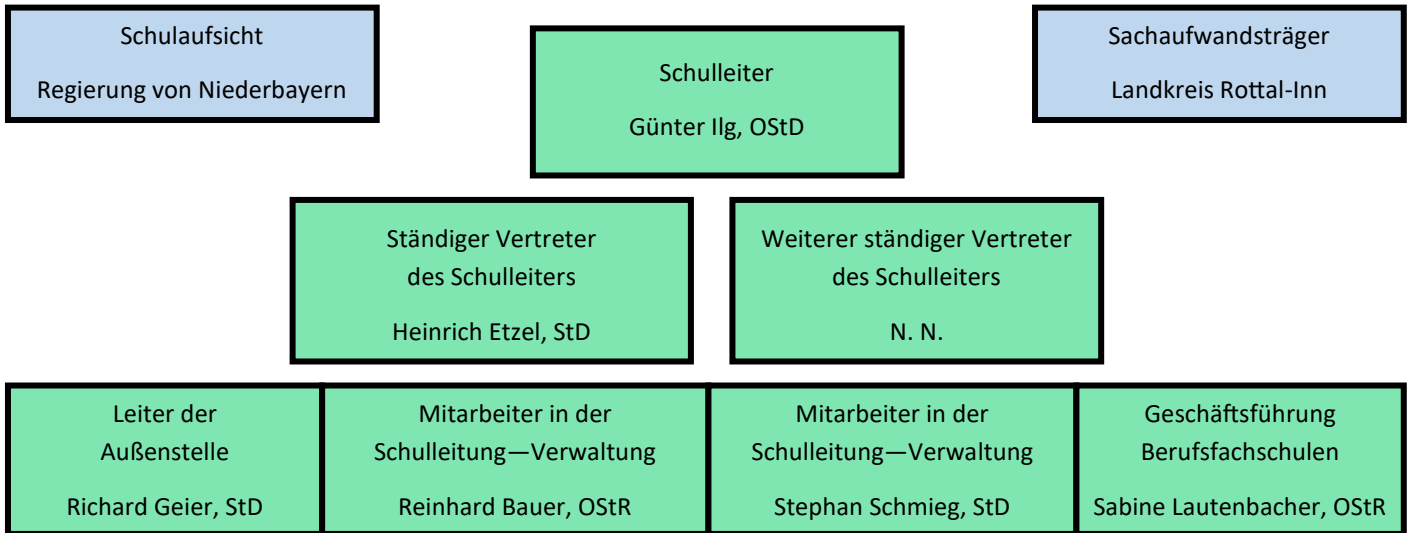 Schulaufsicht
Regierung von Niederbayern
Schulleiter
Günter Ilg, OStD
Sachaufwandsträger
Landkreis Rottal-Inn
Ständiger Vertreter
des Schulleiters
Heinrich Etzel, StD
Weiterer ständiger Vertreter
des Schulleiters
N. N.
Leiter der
Außenstelle
Richard Geier, StD
Mitarbeiter in der
Schulleitung—Verwaltung
Reinhard Bauer, OStR
Mitarbeiter in der
Schulleitung—Verwaltung
Stephan Schmieg, StD
Geschäftsführung
Berufsfachschulen
Sabine Lautenbacher, OStR